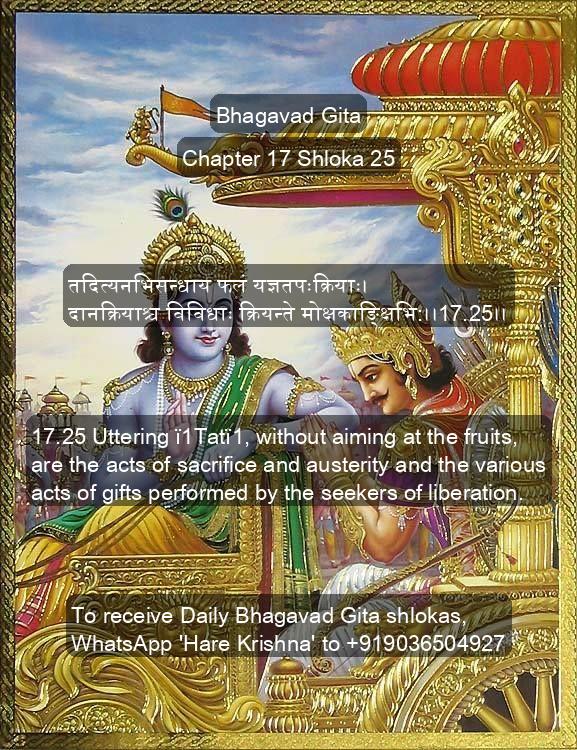 Bhagavad Gita
Chapter 17 Shloka 25
तदित्यनभिसन्धाय फलं यज्ञतपःक्रियाः।
दानक्रियाश्च विविधाः क्रियन्ते मोक्षकाङ्क्षिभिः।।17.25।।
17.25 Uttering ï1Tatï1, without aiming at the fruits,
are the acts of sacrifice and austerity and the various
acts of gifts performed by the seekers of liberation.
To receive Daily Bhagavad Gita shlokas,
WhatsApp 'Hare Krishna' to +919036504927